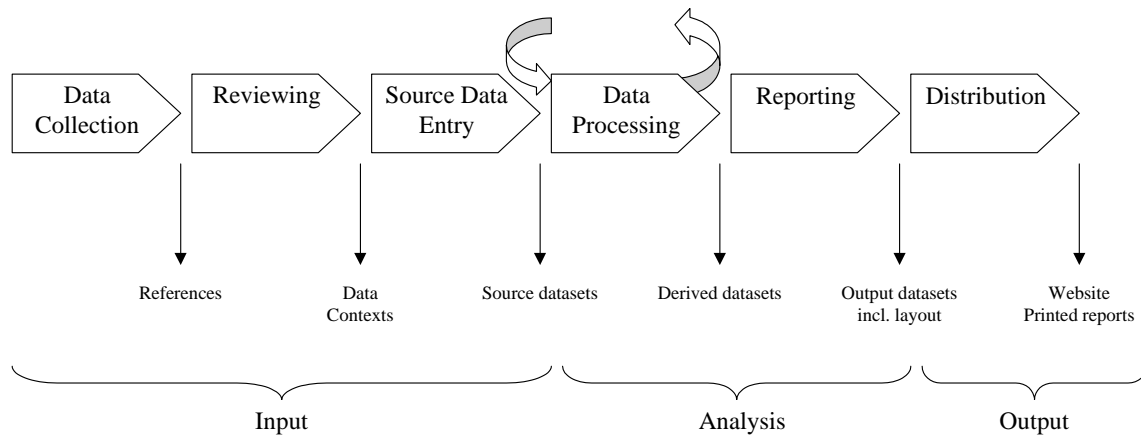 Data
Collection
Reviewing
Source Data
Entry
Data
Processing
Reporting
Distribution
References
Data
Contexts
Source datasets
Derived datasets
Output datasets
incl. layout
Website
Printed reports
Input
Analysis
Output